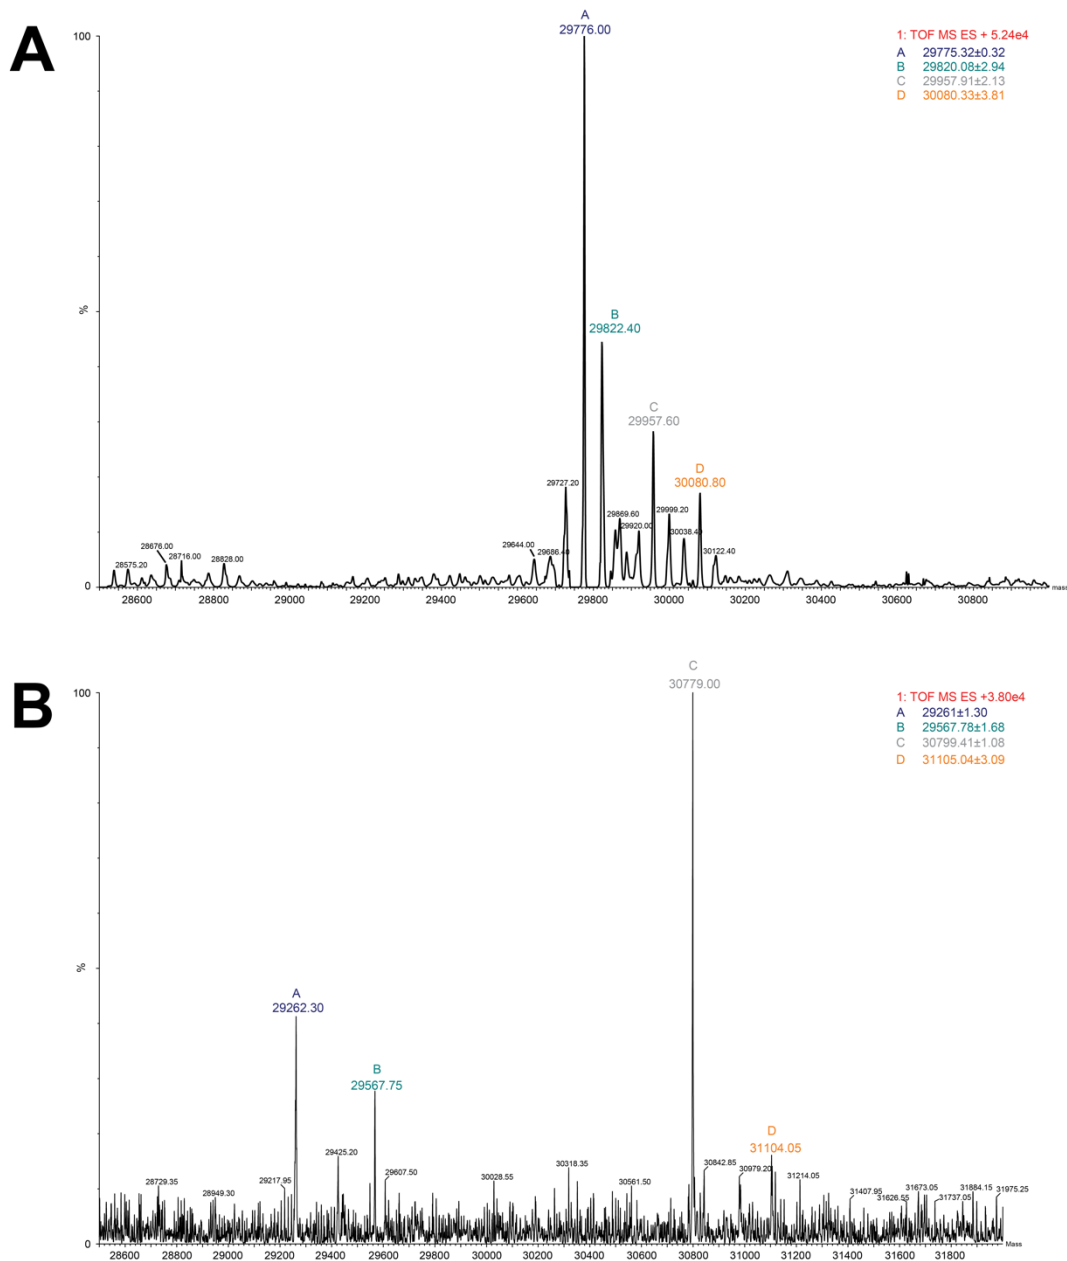 A
A
29776.00
100
1: TOF MS ES + 5.24e4
A 29775.32±0.32
B 29820.08±2.94
C 29957.91±2.13
D 30080.33±3.81
%
B
29822.40
C
29957.60
D
30080.80
29727.20
29869.60
29920.00
29999.20
30038.40
30122.40
29644.00
29686.40
28575.20
28676.00
28716.00
28828.00
0
28600 28800 29000 29200 29400 29600 29800 30000 30200 30400 30600 30800
mass
B
C
30779.00
100
1: TOF MS ES +3.80e4
A 29261±1.30
B 29567.78±1.68
C 30799.41±1.08
D 31105.04±3.09
%
A
29262.30
B
29567.75
D
31104.05
28729.35
28949.30
29217.95
29425.20
29607.50
30028.55
30318.35
30561.50
30842.85
30979.20
31214.05
31407.95
31626.55
31673.05
31737.05
31884.15
31975.25
0
28600 28800 29000 29200 29400 29600 29800 30000 30200 30400 30600 30800 31000 31200 31400 31600 31800
Mass